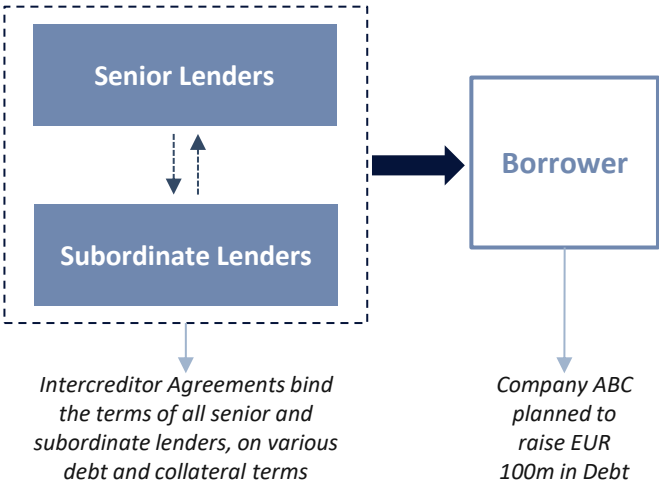 Senior Lenders
Borrower
Subordinate Lenders
Intercreditor Agreements bind
the terms of all senior and
subordinate lenders, on various
debt and collateral terms
Company ABC
planned to
raise EUR
100m in Debt